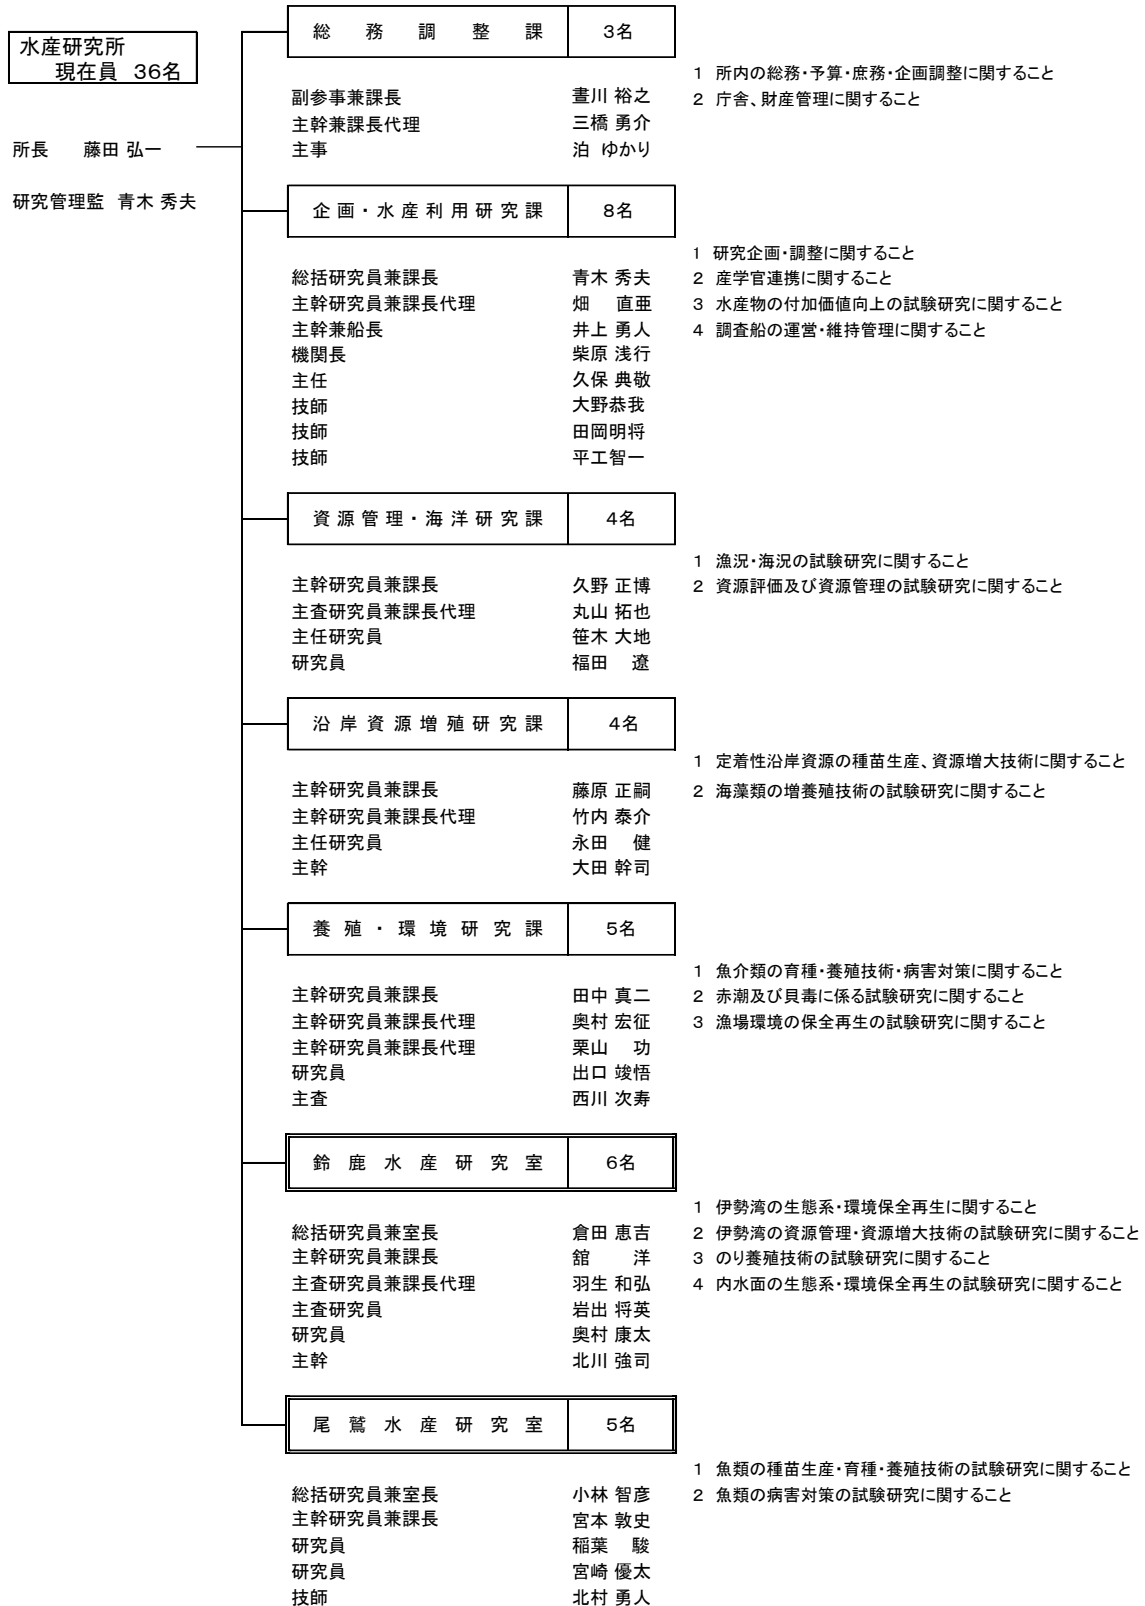 水産研究所
現在員 36名
所長 藤田 弘一
研究管理監 青木 秀夫
総務調整課 3名
1 所内の総務・予算・庶務・企画調整に関すること
2 庁舎、財産管理に関すること
副参事兼課長 晝川 裕之
主幹兼課長代理 三橋 勇介
主事 泊 ゆかり
企画・水産利用研究課 8名
1 研究企画・調整に関すること
2 産学官連携に関すること
3 水産物の付加価値向上の試験研究に関すること
4 調査船の運営・維持管理に関すること
総括研究員兼課長 青木 秀夫
主幹研究員兼課長代理 畑 直亜
主幹兼船長 井上 勇人
機関長 柴原 浅行
主任 久保 典敬
技師 大野恭我
技師 田岡明将
技師 平工智一
資源管理・海洋研究課 4名
1 漁況・海況の試験研究に関すること
2 資源評価及び資源管理の試験研究に関すること
主幹研究員兼課長 久野 正博
主査研究員兼課長代理 丸山 拓也
主任研究員 笹木 大地
研究員 福田 遼
沿岸資源増殖研究課 4名
1 定着性沿岸資源の種苗生産、資源増大技術に関すること
2 海藻類の増養殖技術の試験研究に関すること
主幹研究員兼課長 藤原 正嗣
主幹研究員兼課長代理 竹内 泰介
主任研究員 永田 健
主幹 大田 幹司
養殖・環境研究課 5名
1 魚介類の育種・養殖技術・病害対策に関すること
2 赤潮及び貝毒に係る試験研究に関すること
3 漁場環境の保全再生の試験研究に関すること
主幹研究員兼課長 田中 真二
主幹研究員兼課長代理 奥村 宏征
主幹研究員兼課長代理 栗山 功
研究員 出口 竣悟
主査 西川 次寿
鈴鹿水産研究室 6名
1 伊勢湾の生態系・環境保全再生に関すること
2 伊勢湾の資源管理・資源増大技術の試験研究に関すること
3 のり養殖技術の試験研究に関すること
4 内水面の生態系・環境保全再生の試験研究に関すること
総括研究員兼室長 倉田 恵吉
主幹研究員兼課長 舘 洋
主査研究員兼課長代理 羽生 和弘
主査研究員 岩出 将英
研究員 奥村 康太
主幹 北川 強司
尾鷲水産研究室 5名
1 魚類の種苗生産・育種・養殖技術の試験研究に関すること
2 魚類の病害対策の試験研究に関すること
総括研究員兼室長 小林 智彦
主幹研究員兼課長 宮本 敦史
研究員 稲葉 駿
研究員 宮崎 優太
技師 北村 勇人